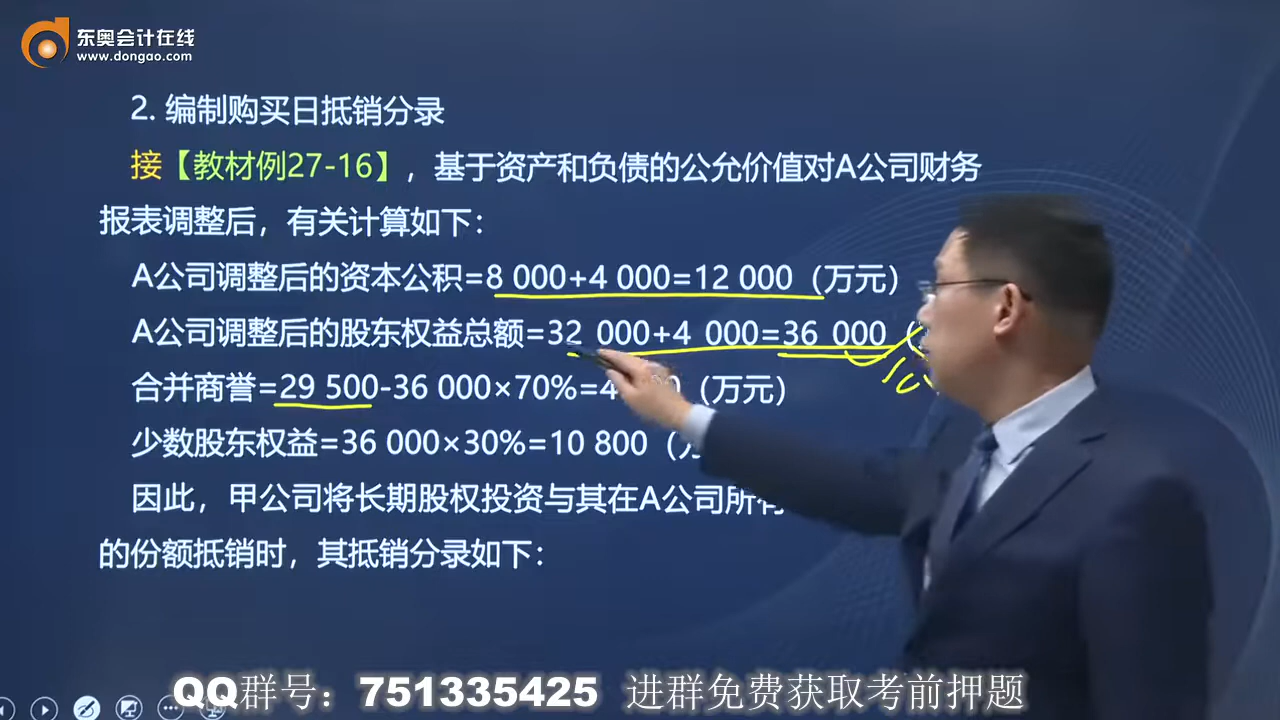 东奥会计在线
www.dongao.com
2. 编制购买日抵销分录
接【教材例27-16】，基于资产和负债的公允价值对A公司财务
报表调整后，有关计算如下：
A公司调整后的资本公积=8 000+4 000=12 000（万元）
A公司调整后的股东权益总额=32 000+4 000=36 000（
合并商誉=29 500-36 000×70%=4（万元）
少数股东权益=36 000×30%=10 800（
因此，甲公司将长期股权投资与其在A公司所有
的份额抵销时，其抵销分录如下：
QQ群号：751335425 进群免费获取考前押题